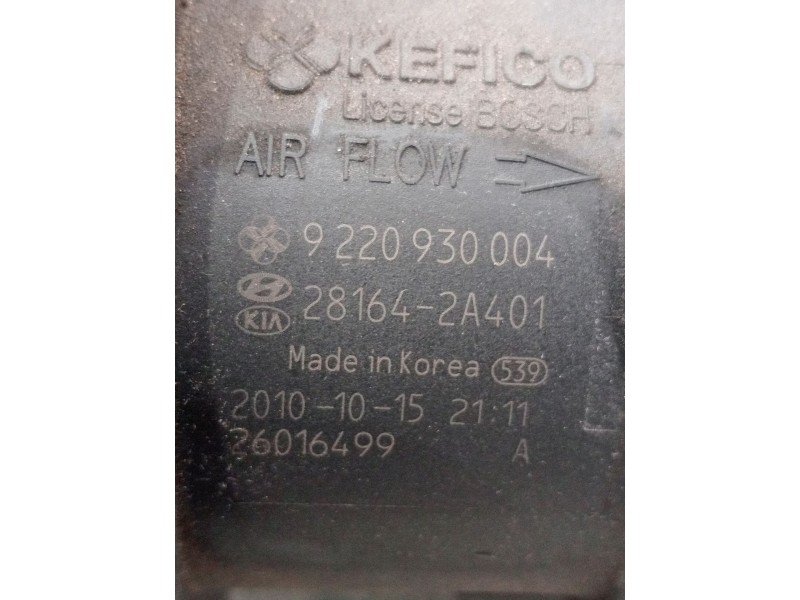 KEFICO
License BOSCH
AIR FLOW
9 220 930 004
28164-2A401
KIA
Made in Korea 539
2010-10-15 21:11
26016499 A